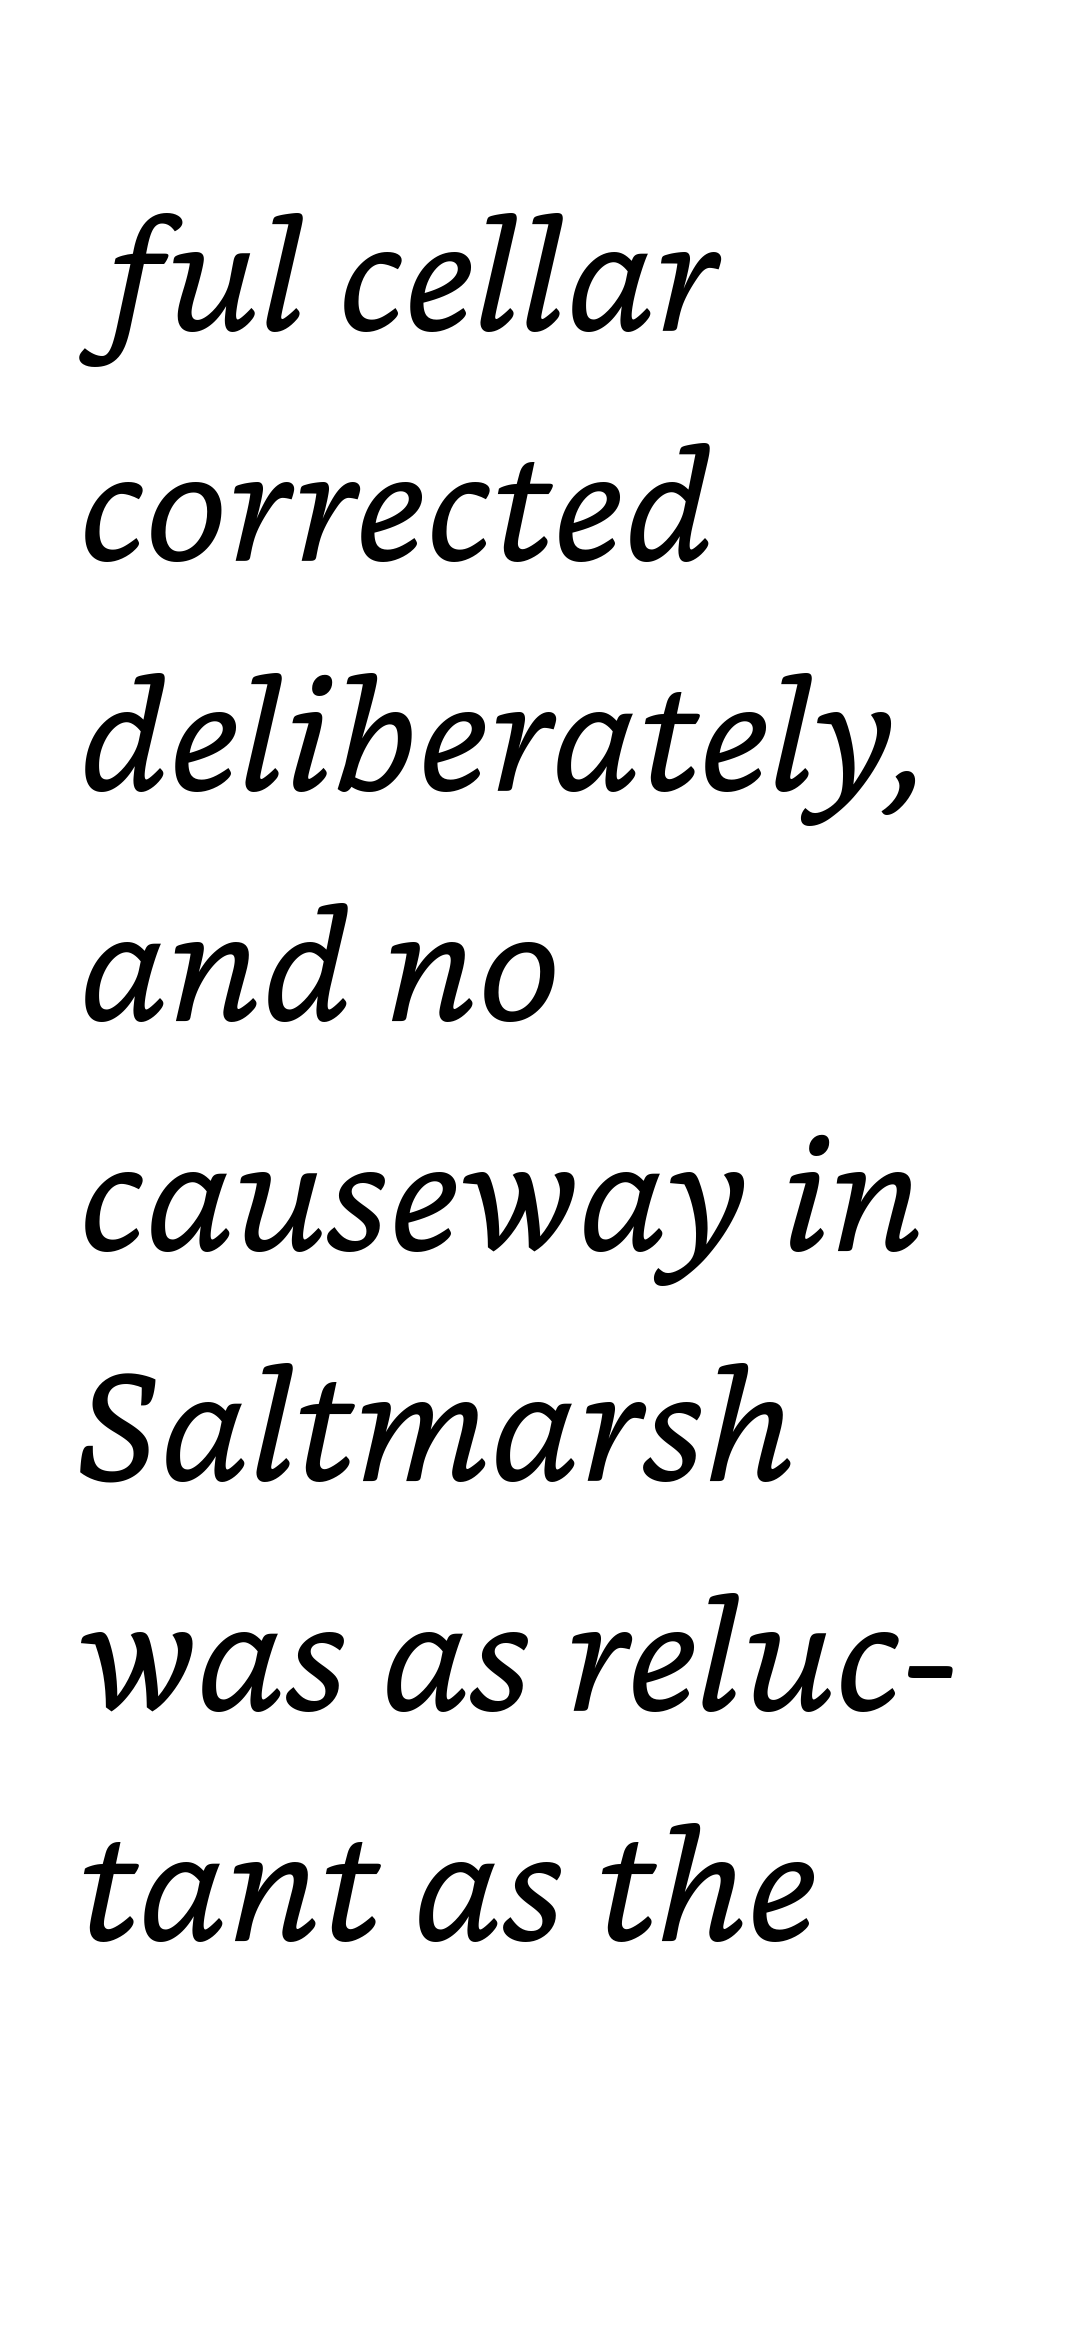 ful cellar
corrected
deliberately,
and no
causeway in
Saltmarsh
was as reluc-
tant as the